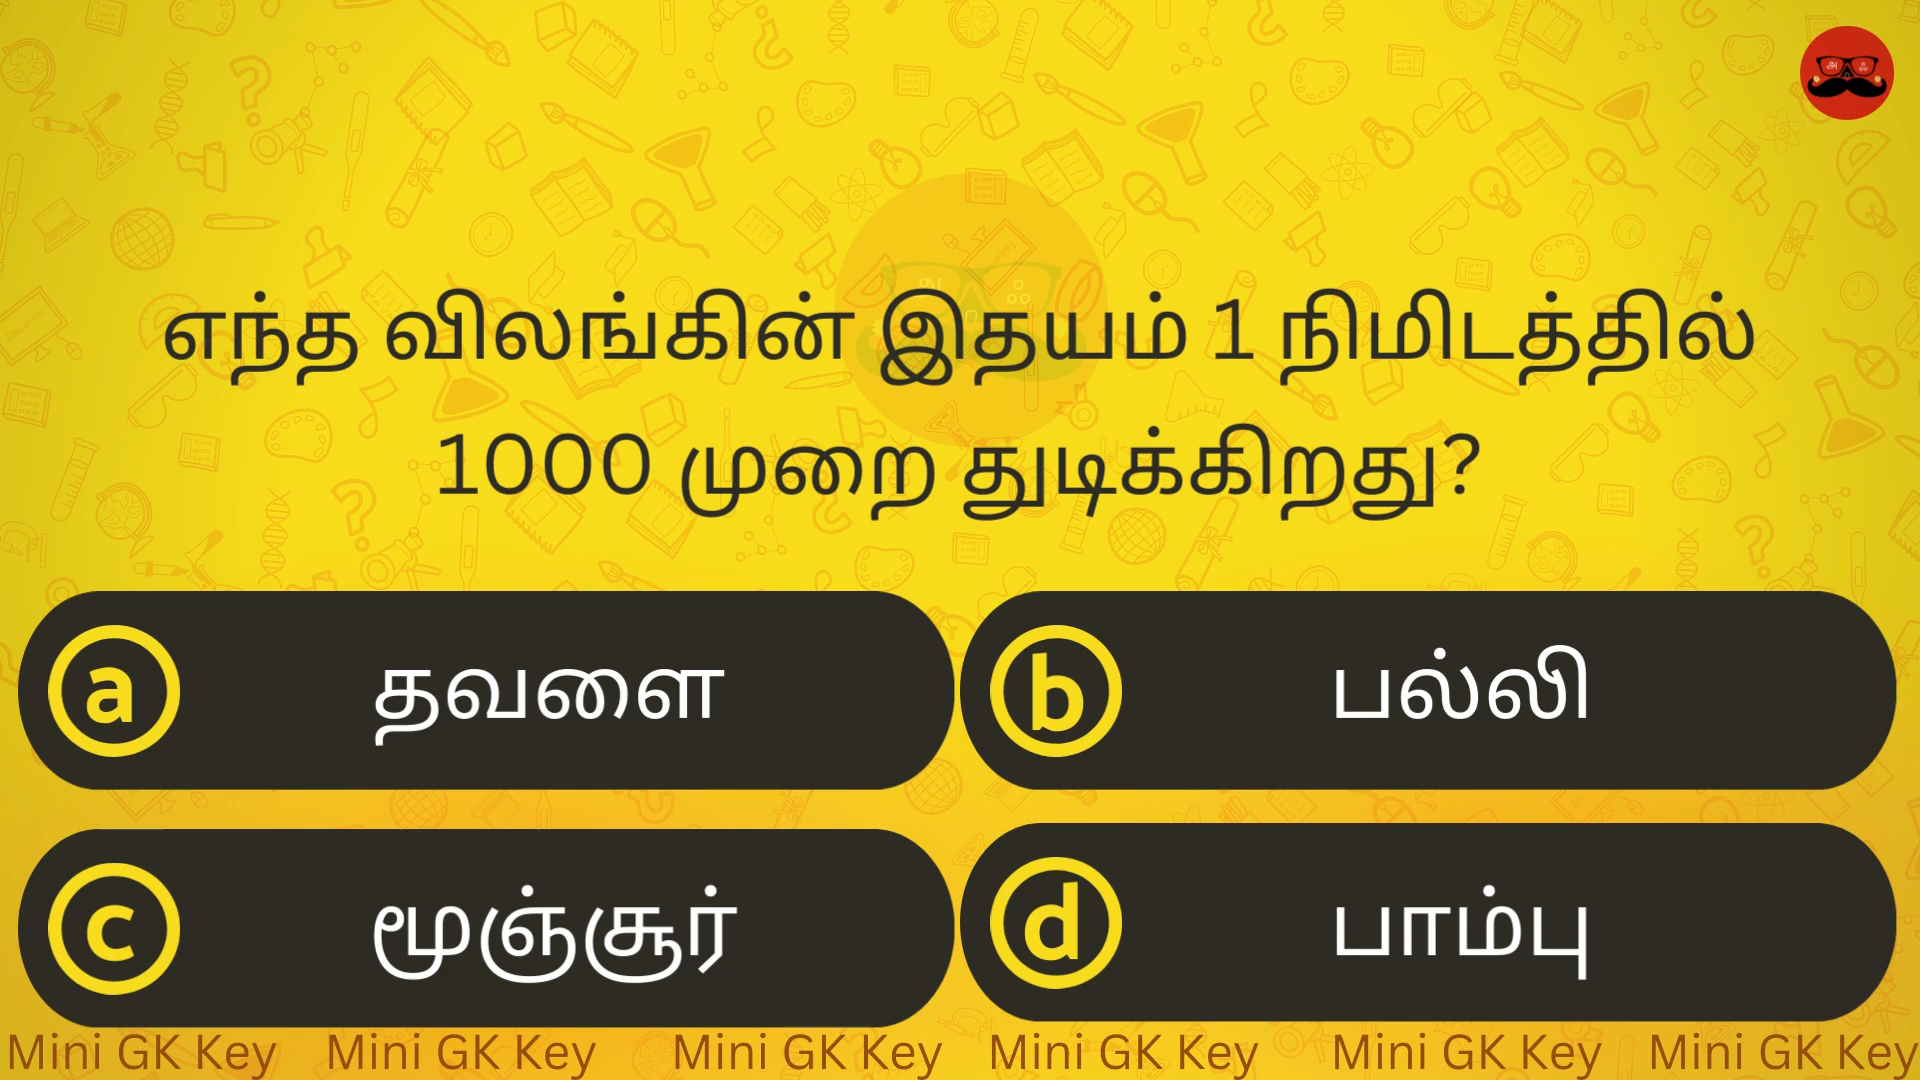 எந்த விலங்கின் இதயம் 1 நிமிடத்தில்
1000 முறை துடிக்கிறது?
a தவளை
b பல்லி
c மூஞ்சூர்
d பாம்பு
Mini GK Key Mini GK Key Mini GK Key Mini GK Key Mini GK Key Mini GK Key